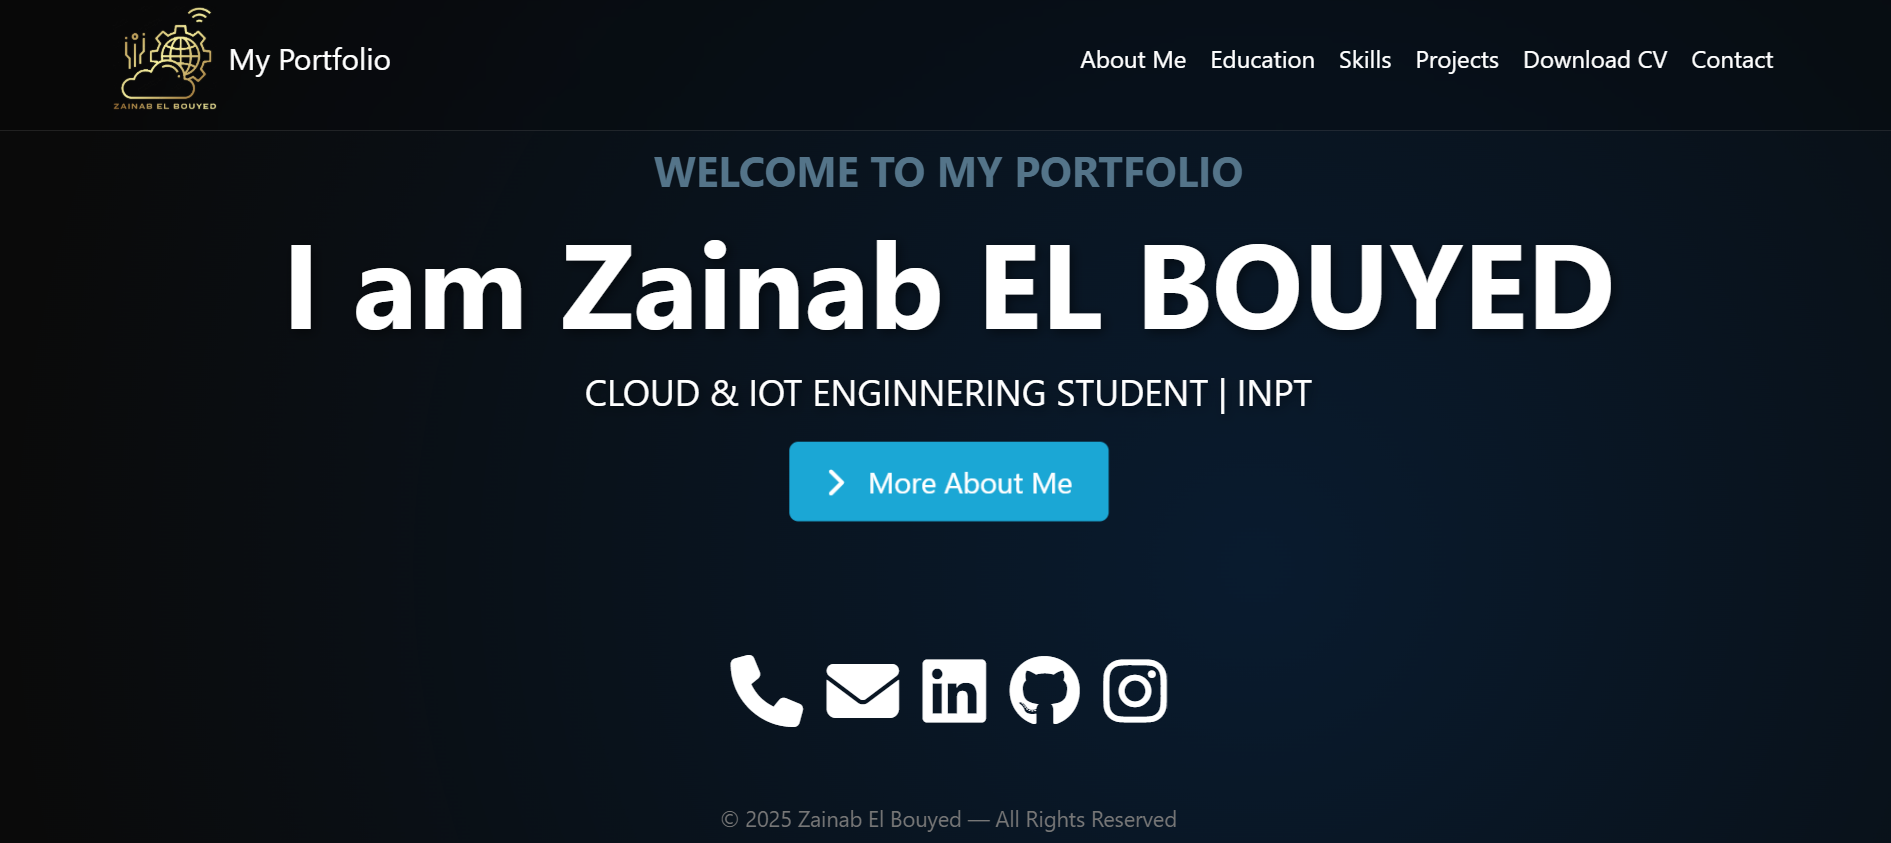 ZAINAB EL BOUYED
My Portfolio
About Me Education Skills Projects Download CV Contact
WELCOME TO MY PORTFOLIO
I am Zainab EL BOUYED
CLOUD & IOT ENGINNERING STUDENT | INPT
More About Me
in
© 2025 Zainab El Bouyed — All Rights Reserved